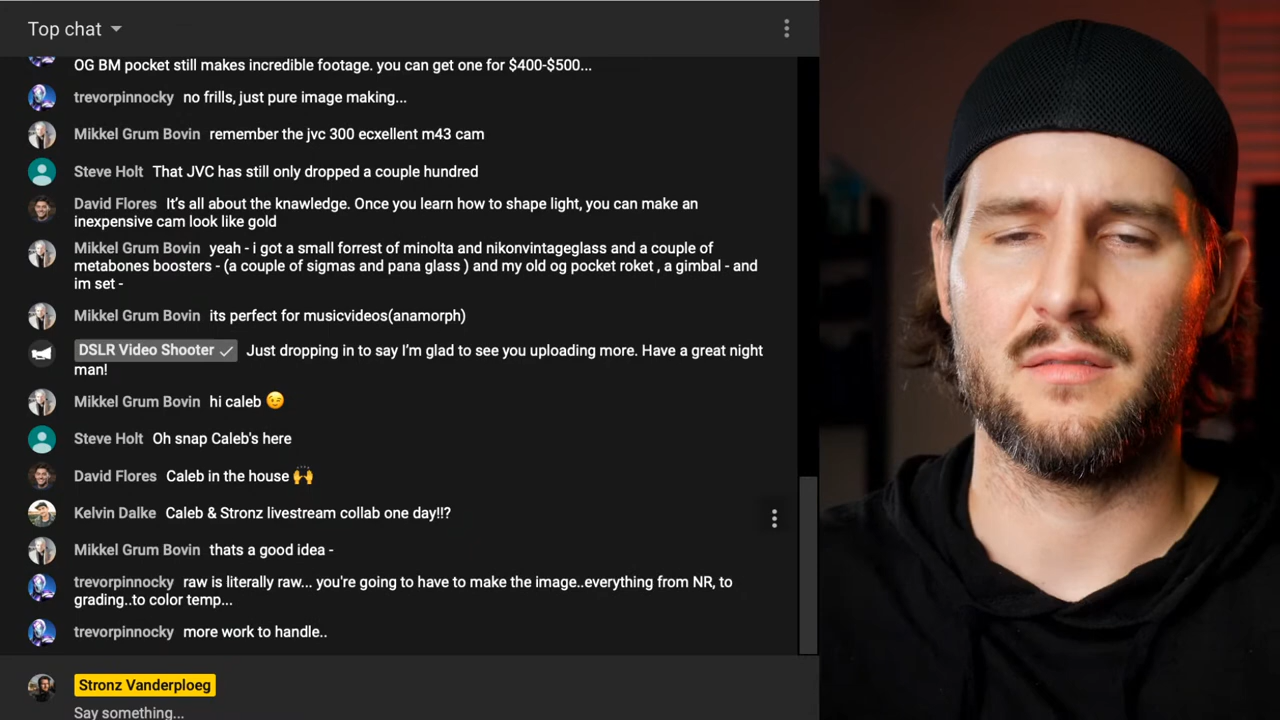 Top chat
OG BM pocket still makes incredible footage. you can get one for $400-$500...
trevorpinnocky no frills, just pure image making...
Mikkel Grum Bovin remember the jvc 300 ecxellent m43 cam
Steve Holt That JVC has still only dropped a couple hundred
David Flores It's all about the knawledge. Once you learn how to shape light, you can make an
inexpensive cam look like gold
Mikkel Grum Bovin yeah - i got a small forrest of minolta and nikonvintageglass and a couple of
metabones boosters - (a couple of sigmas and pana glass ) and my old og pocket roket , a gimbal - and
im set -
Mikkel Grum Bovin its perfect for musicvideos(anamorph)
DSLR Video Shooter Just dropping in to say I'm glad to see you uploading more. Have a great night
man!
Mikkel Grum Bovin hi caleb 😉
Steve Holt Oh snap Caleb's here
David Flores Caleb in the house 🙌
Kelvin Dalke Caleb & Stronz livestream collab one day!!?
Mikkel Grum Bovin thats a good idea -
trevorpinnocky raw is literally raw... you're going to have to make the image..everything from NR, to
grading..to color temp...
trevorpinnocky more work to handle..
Stronz Vanderploeg
Say something...